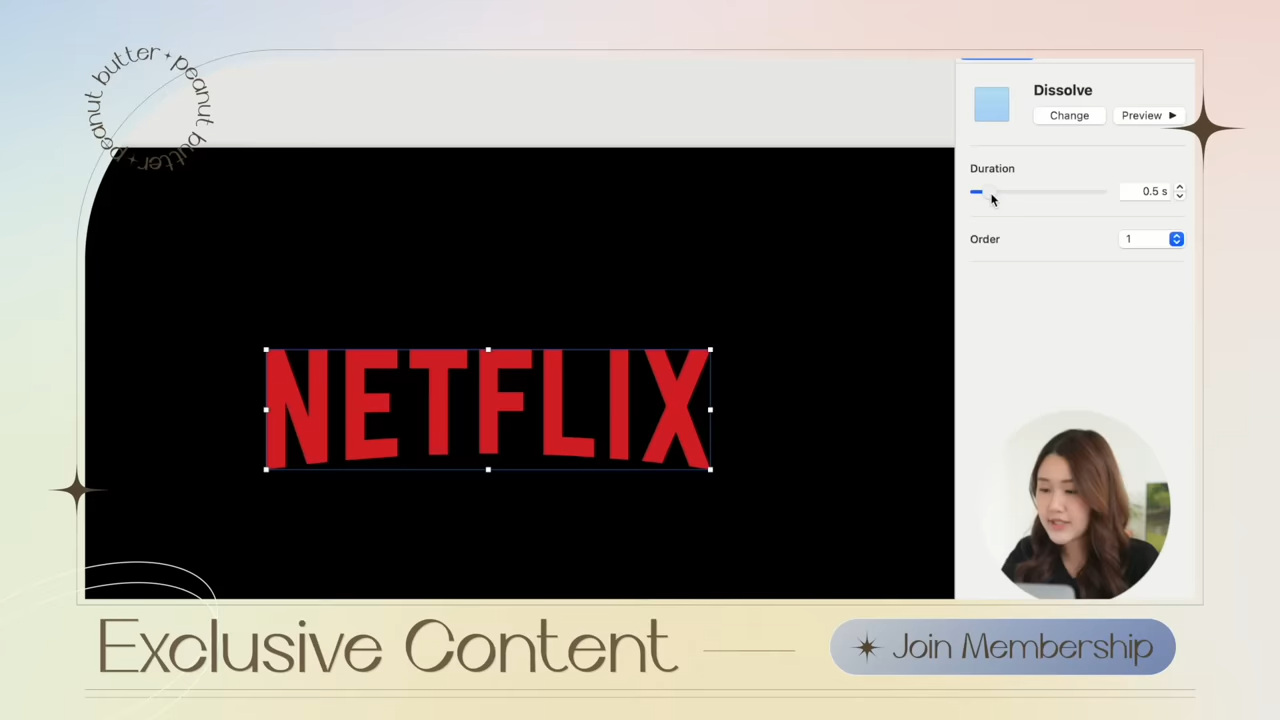 peanut butter peanut butter
Dissolve
Change
Preview
Duration
0.5 s
Order
1
NETFLIX
Exclusive Content
Join Membership